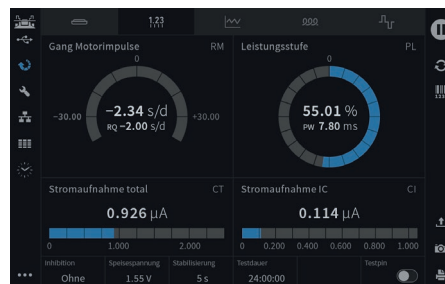 1.23
Gang Motorimpulse RM
Leistungsstufe PL
0
−30.00
−2.34 s/d
RQ −2.00 s/d
+30.00
0
55.01 %
PW 7.80 ms
Stromaufnahme total CT
0.926 µA
0 1.000 2.000
Stromaufnahme IC CI
0.114 µA
0 0.200 0.400 0.600 0.800 1.000
Inhibition Speisespannung Stabilisierung Testdauer Testpin
Ohne 1.55 V 5 s 24:00:00